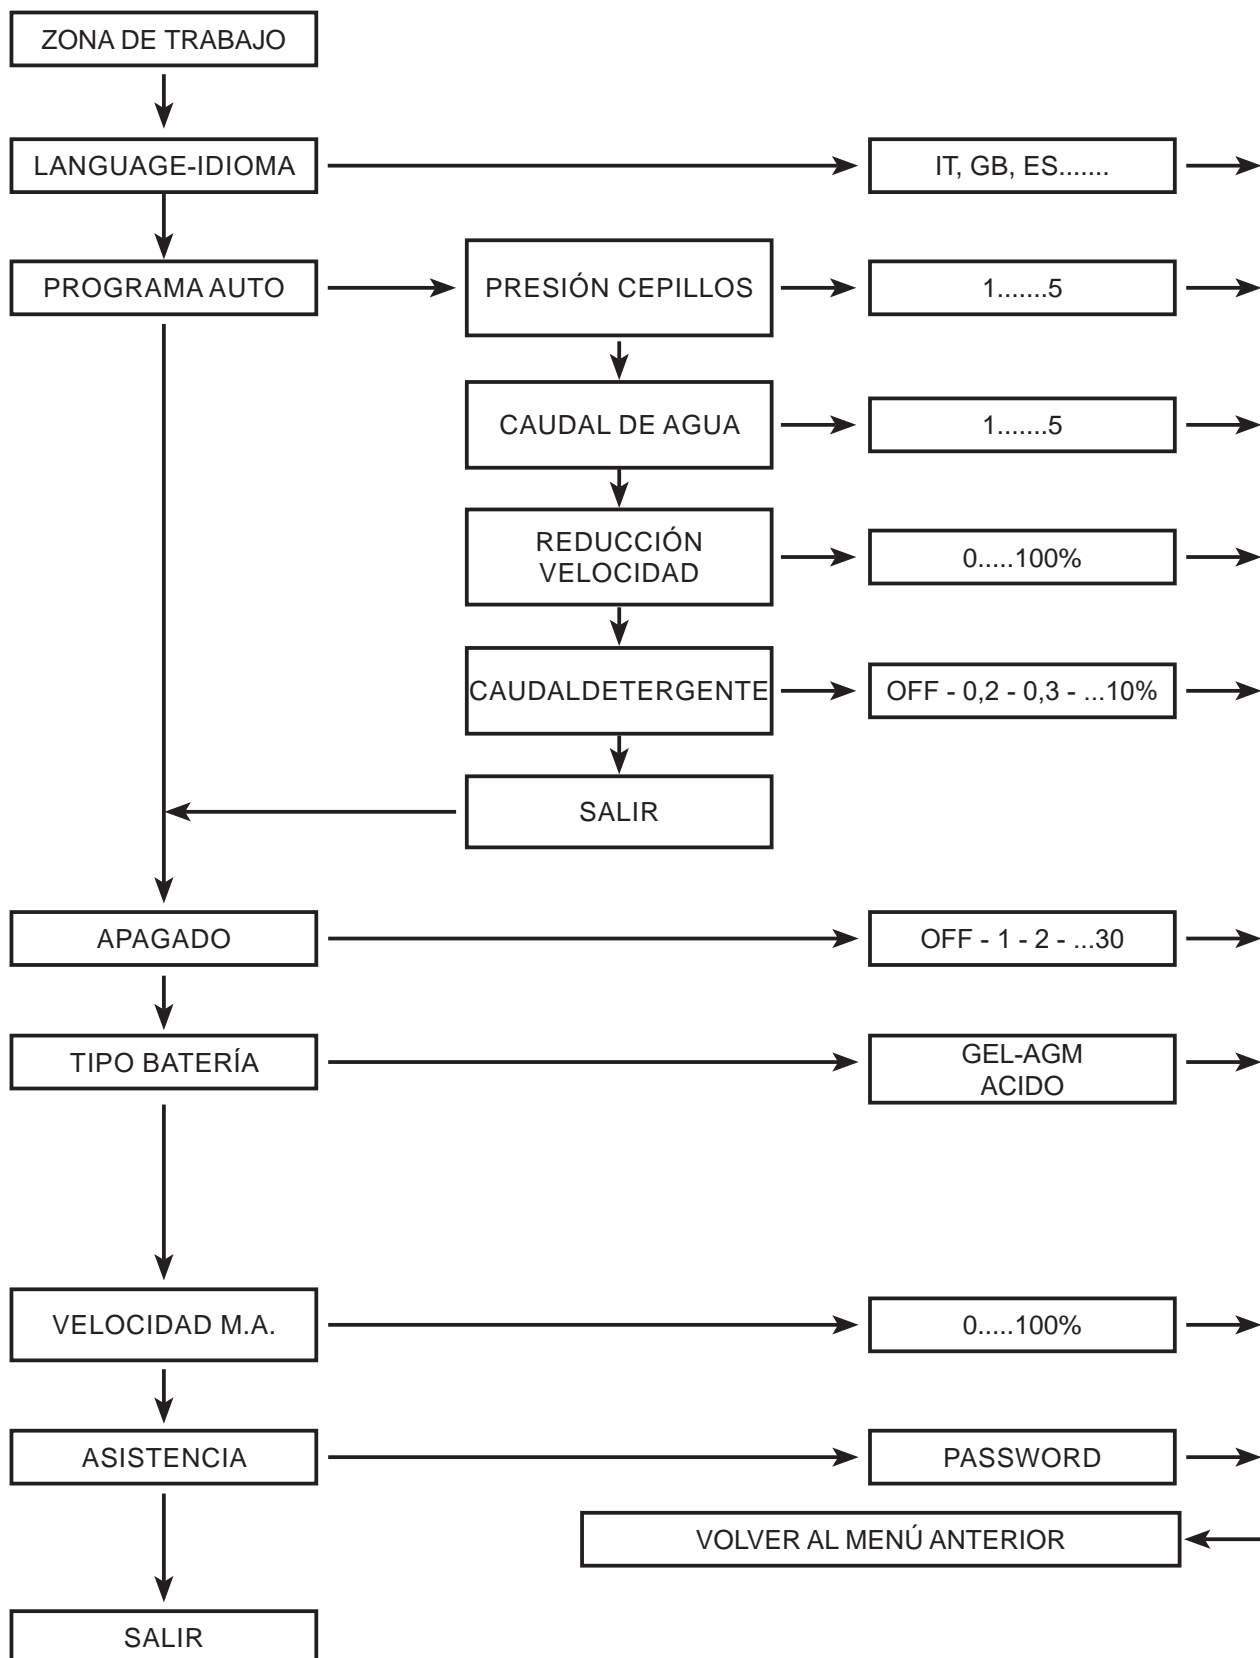 ZONA DE TRABAJO
LANGUAGE-IDIOMA
IT, GB, ES.......
PROGRAMA AUTO
PRESIÓN CEPILLOS
1.......5
CAUDAL DE AGUA
1.......5
REDUCCIÓN
VELOCIDAD
0.....100%
CAUDALDETERGENTE
OFF - 0,2 - 0,3 - ...10%
SALIR
APAGADO
OFF - 1 - 2 - ...30
TIPO BATERÍA
GEL-AGM
ACIDO
VELOCIDAD M.A.
0.....100%
ASISTENCIA
PASSWORD
VOLVER AL MENÚ ANTERIOR
SALIR